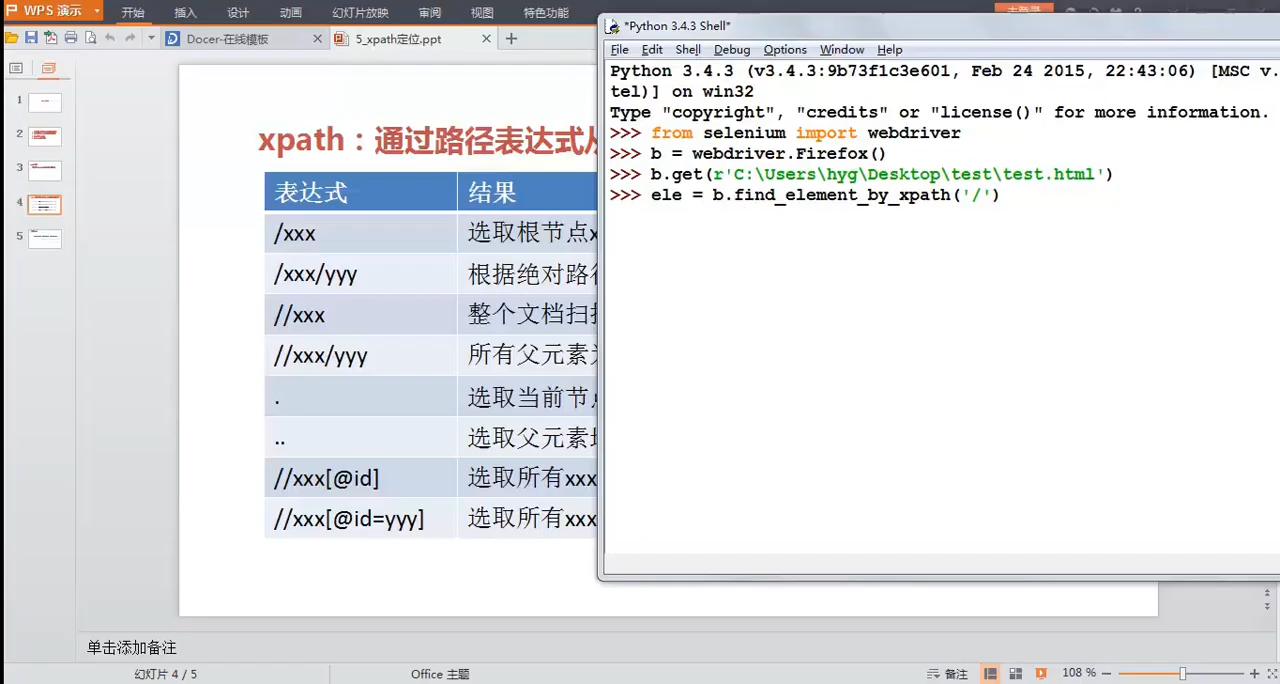 WPS 演示
开始
插入
设计
动画
幻灯片放映
审阅
视图
特色功能
未登录
Docer-在线模板
5_xpath定位.ppt
1
2
3
4
5
xpath：通过路径表达式从
表达式 结果
/xxx 选取根节点x
/xxx/yyy 根据绝对路径
//xxx 整个文档扫描
//xxx/yyy 所有父元素为
. 选取当前节点
.. 选取父元素
//xxx[@id] 选取所有xxx
//xxx[@id=yyy] 选取所有xxx
单击添加备注
幻灯片 4 / 5
Office 主题
备注
108 %
*Python 3.4.3 Shell*
File Edit Shell Debug Options Window Help
Python 3.4.3 (v3.4.3:9b73f1c3e601, Feb 24 2015, 22:43:06) [MSC v.
tel)] on win32
Type "copyright", "credits" or "license()" for more information.
>>> from selenium import webdriver
>>> b = webdriver.Firefox()
>>> b.get(r'C:\Users\hyg\Desktop\test\test.html')
>>> ele = b.find_element_by_xpath('/')